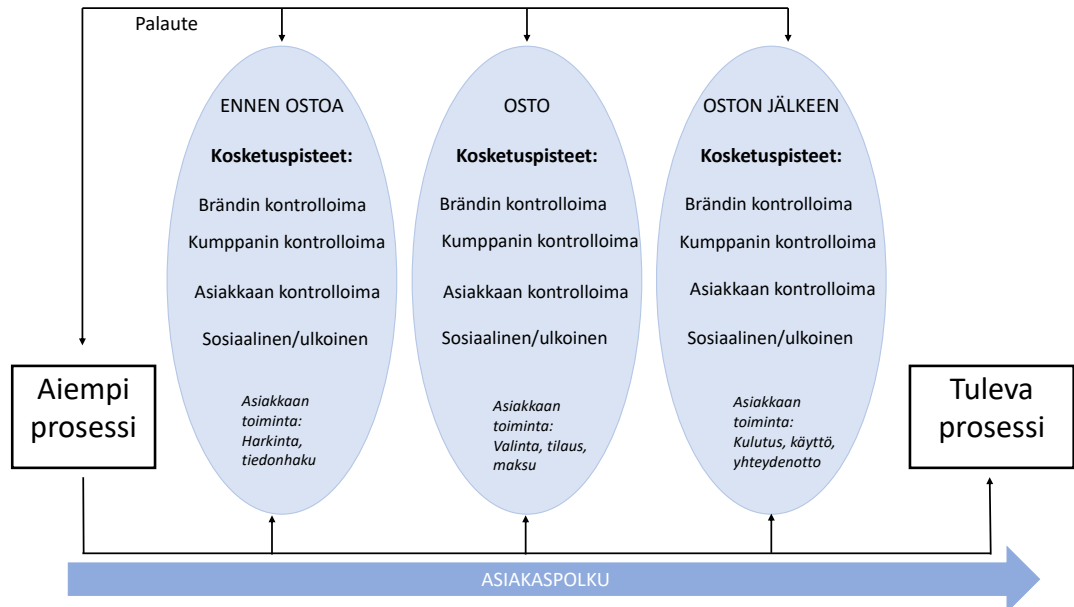 Palaute
ENNEN OSTOA
Kosketuspisteet:
Brändin kontrolloima
Kumppanin kontrolloima
Asiakkaan kontrolloima
Sosiaalinen/ulkoinen
Asiakkaan
toiminta:
Harkinta,
tiedonhaku
OSTO
Kosketuspisteet:
Brändin kontrolloima
Kumppanin kontrolloima
Asiakkaan kontrolloima
Sosiaalinen/ulkoinen
Asiakkaan
toiminta:
Valinta, tilaus,
maksu
OSTON JÄLKEEN
Kosketuspisteet:
Brändin kontrolloima
Kumppanin kontrolloima
Asiakkaan kontrolloima
Sosiaalinen/ulkoinen
Asiakkaan
toiminta:
Kulutus, käyttö,
yhteydenotto
Aiempi
prosessi
Tuleva
prosessi
ASIAKASPOLKU